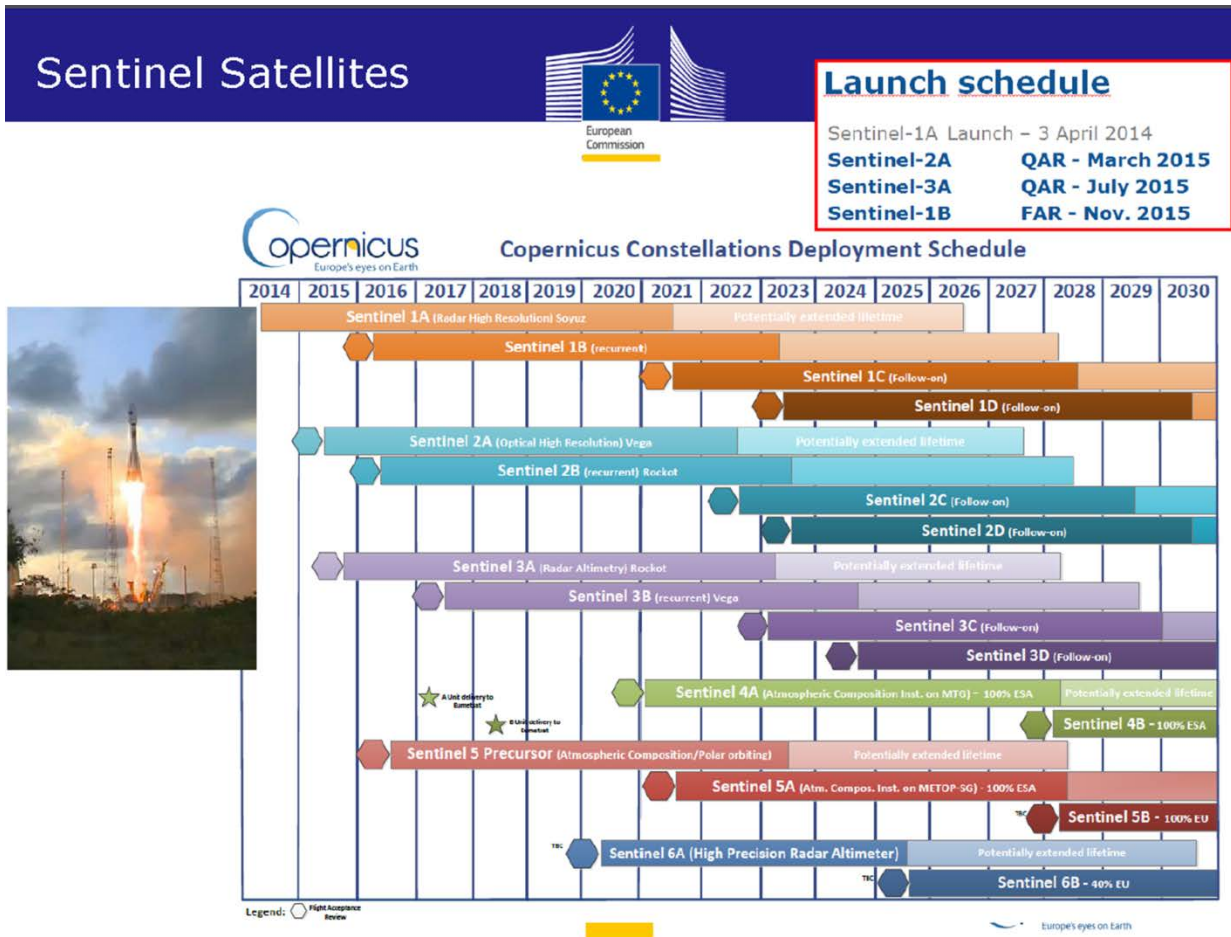 Sentinel Satellites
European
Commission
Launch schedule
Sentinel-1A Launch – 3 April 2014
Sentinel-2A QAR - March 2015
Sentinel-3A QAR - July 2015
Sentinel-1B FAR - Nov. 2015
Copernicus
Europe's eyes on Earth
Copernicus Constellations Deployment Schedule
2014 2015 2016 2017 2018 2019 2020 2021 2022 2023 2024 2025 2026 2027 2028 2029 2030
Sentinel 1A (Radar High Resolution) Soyuz Potentially extended lifetime
Sentinel 1B (recurrent)
Sentinel 1C (Follow-on)
Sentinel 1D (Follow-on)
Sentinel 2A (Optical High Resolution) Vega Potentially extended lifetime
Sentinel 2B (recurrent) Rockot
Sentinel 2C (Follow-on)
Sentinel 2D (Follow-on)
Sentinel 3A (Radar Altimetry) Rockot Potentially extended lifetime
Sentinel 3B (recurrent) Vega
Sentinel 3C (Follow-on)
Sentinel 3D (Follow-on)
A Unit delivery to
Eumetsat
Sentinel 4A (Atmospheric Composition Inst. on MTG) – 100% ESA Potentially extended lifetime
B Unit delivery to
Eumetsat
Sentinel 4B - 100% ESA
Sentinel 5 Precursor (Atmospheric Composition/Polar orbiting) Potentially extended lifetime
Sentinel 5A (Atm. Compos. Inst. on METOP-SG) - 100% ESA
TBC Sentinel 5B - 100% EU
TBC Sentinel 6A (High Precision Radar Altimeter) Potentially extended lifetime
TBC Sentinel 6B - 40% EU
Legend: Flight Acceptance
Review
Europe's eyes on Earth